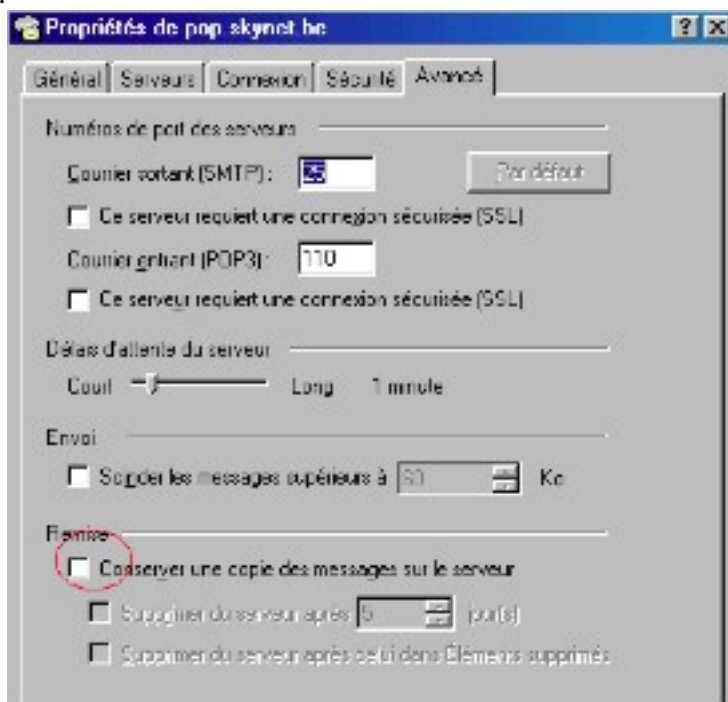 Propriétés de pop.skynet.be
Général Serveurs Connexion Sécurité Avancé
Numéros de port des serveurs
Courrier sortant (SMTP) : 25 Par défaut
Ce serveur requiert une connexion sécurisée (SSL)
Courrier entrant (POP3) : 110
Ce serveur requiert une connexion sécurisée (SSL)
Délais d'attente du serveur
Court Long 1 minute
Envoi
Scinder les messages supérieurs à 60 Ko
Remise
Conserver une copie des messages sur le serveur
Supprimer du serveur après 5 jour(s)
Supprimer du serveur après celui dans Éléments supprimés